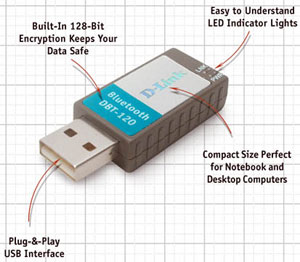 Easy to Understand
LED Indicator Lights
Built-In 128-Bit
Encryption Keeps Your
Data Safe
D-Link
Bluetooth
DBT-120
Compact Size Perfect
for Notebook and
Desktop Computers
Plug-&-Play
USB Interface